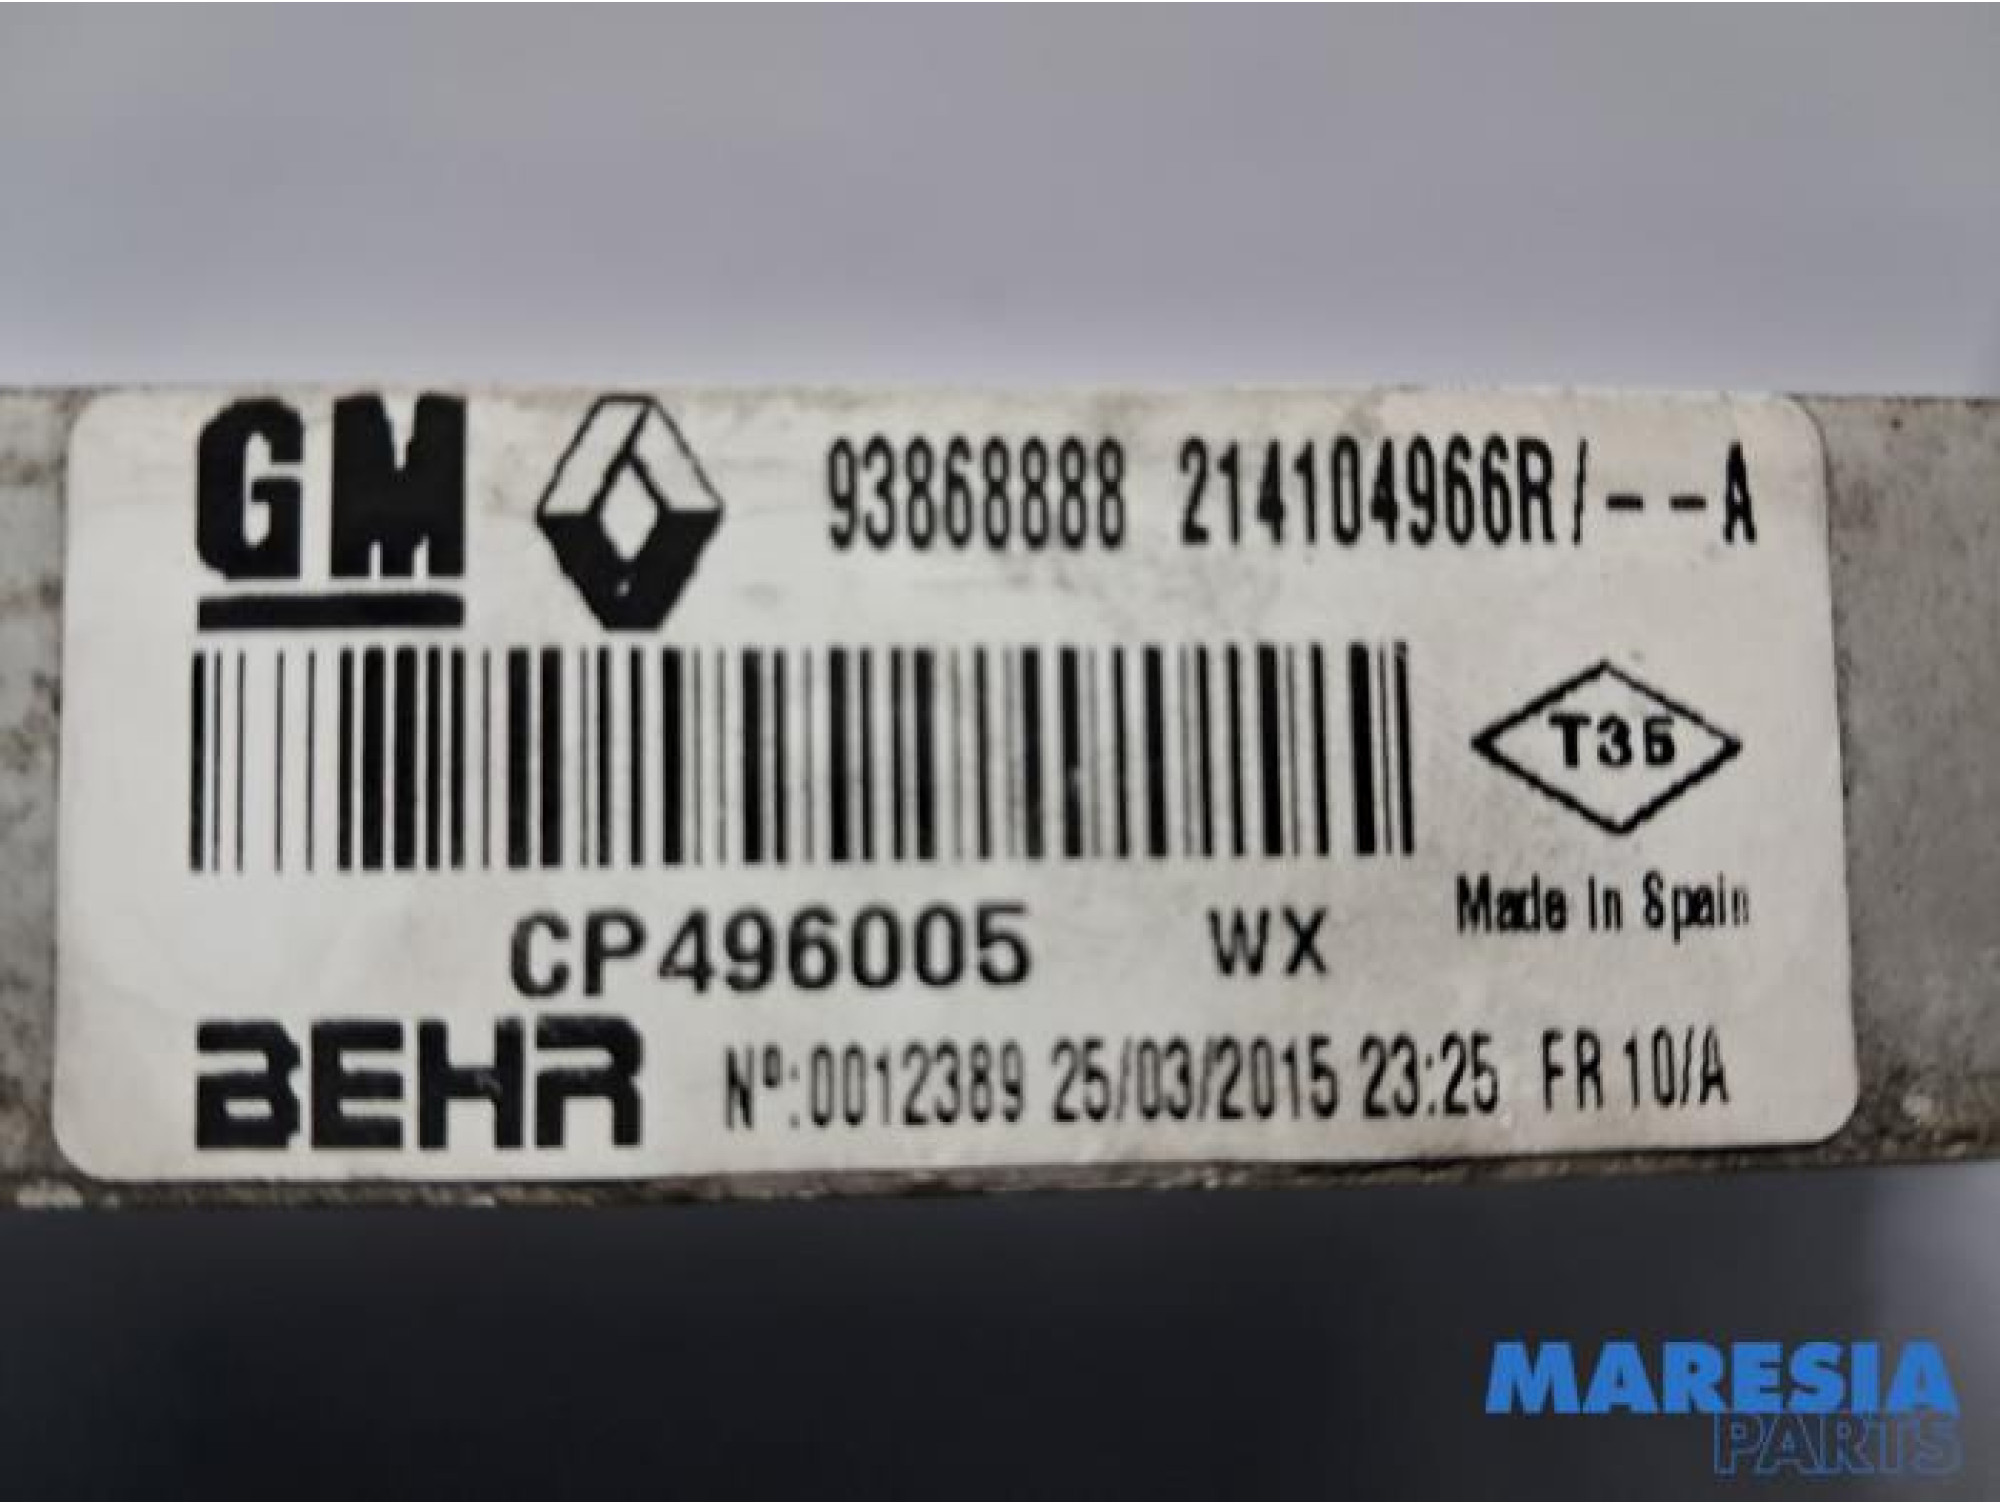 GM 93868888 214104966R/--A
T3Б
CP496005 WX
Made In Spain
BEHR Nº:0012389 25/03/2015 23:25 FR 10/A
MARESIA
PARTS